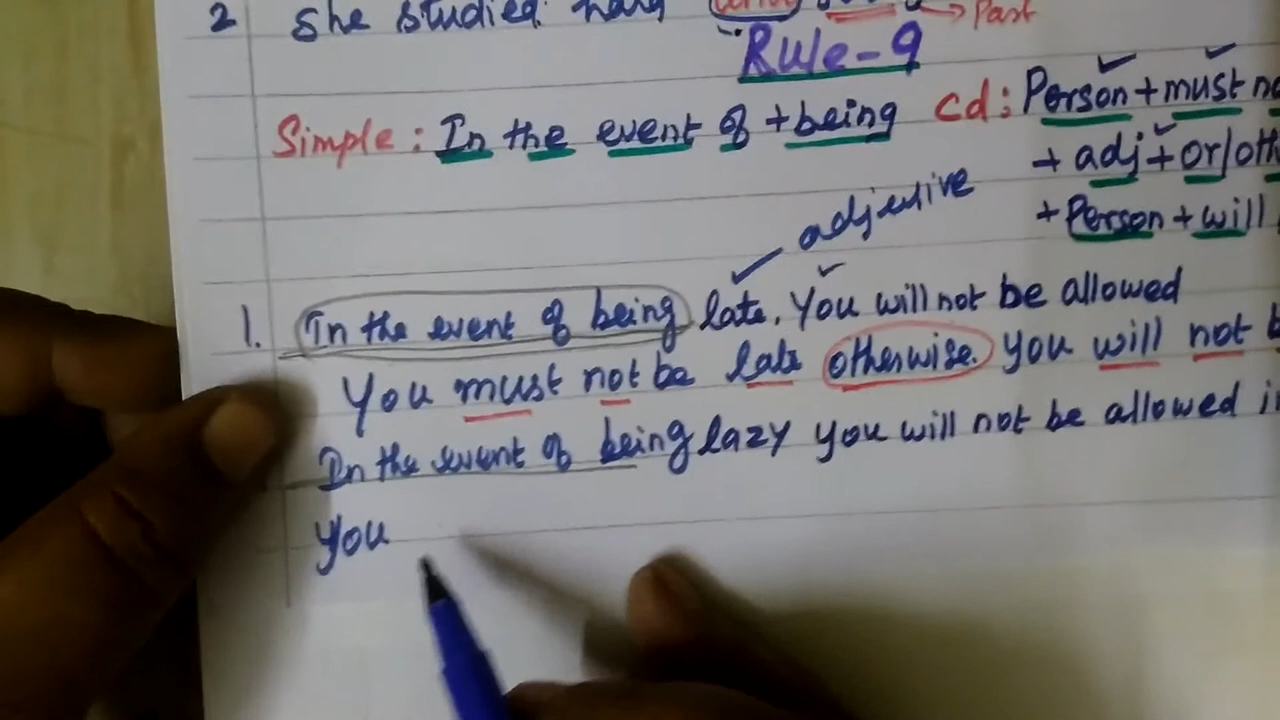 2 She studied hard
Past
Rule-9
Simple : In the event of + being cd: Person + must
+ adj + or/
+ Person + will
adjective
1. In the event of being late, You will not be allowed
You must not be late otherwise. you will not
In the event of being lazy you will not be allowed
you